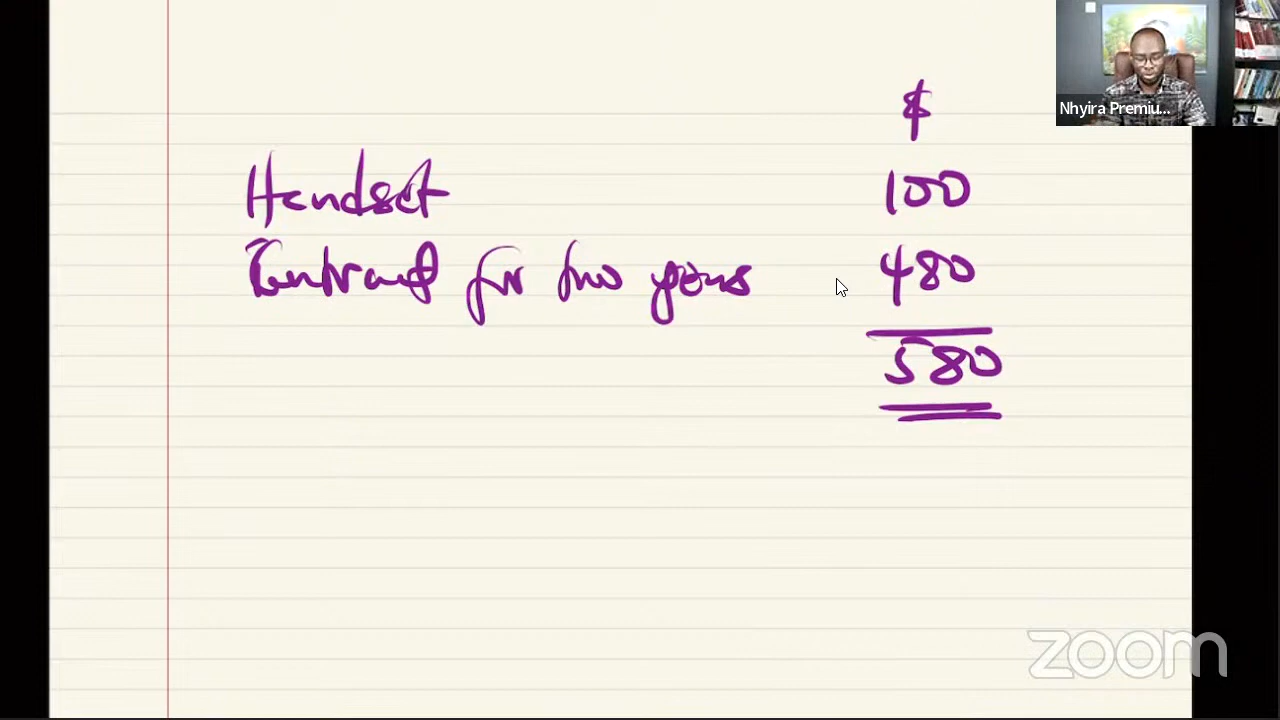 $
Handset 100
Contract for two years 480
580
Nhyira Premiu...
zoom